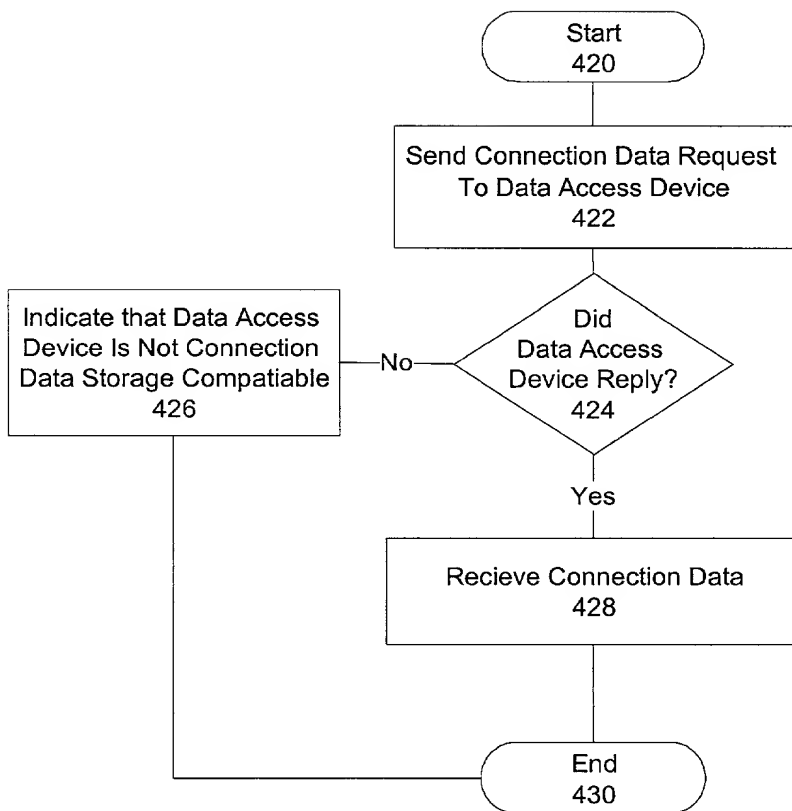 Start
420
Send Connection Data Request
To Data Access Device
422
Did
Data Access
Device Reply?
424
No
Indicate that Data Access
Device Is Not Connection
Data Storage Compatiable
426
Yes
Recieve Connection Data
428
End
430